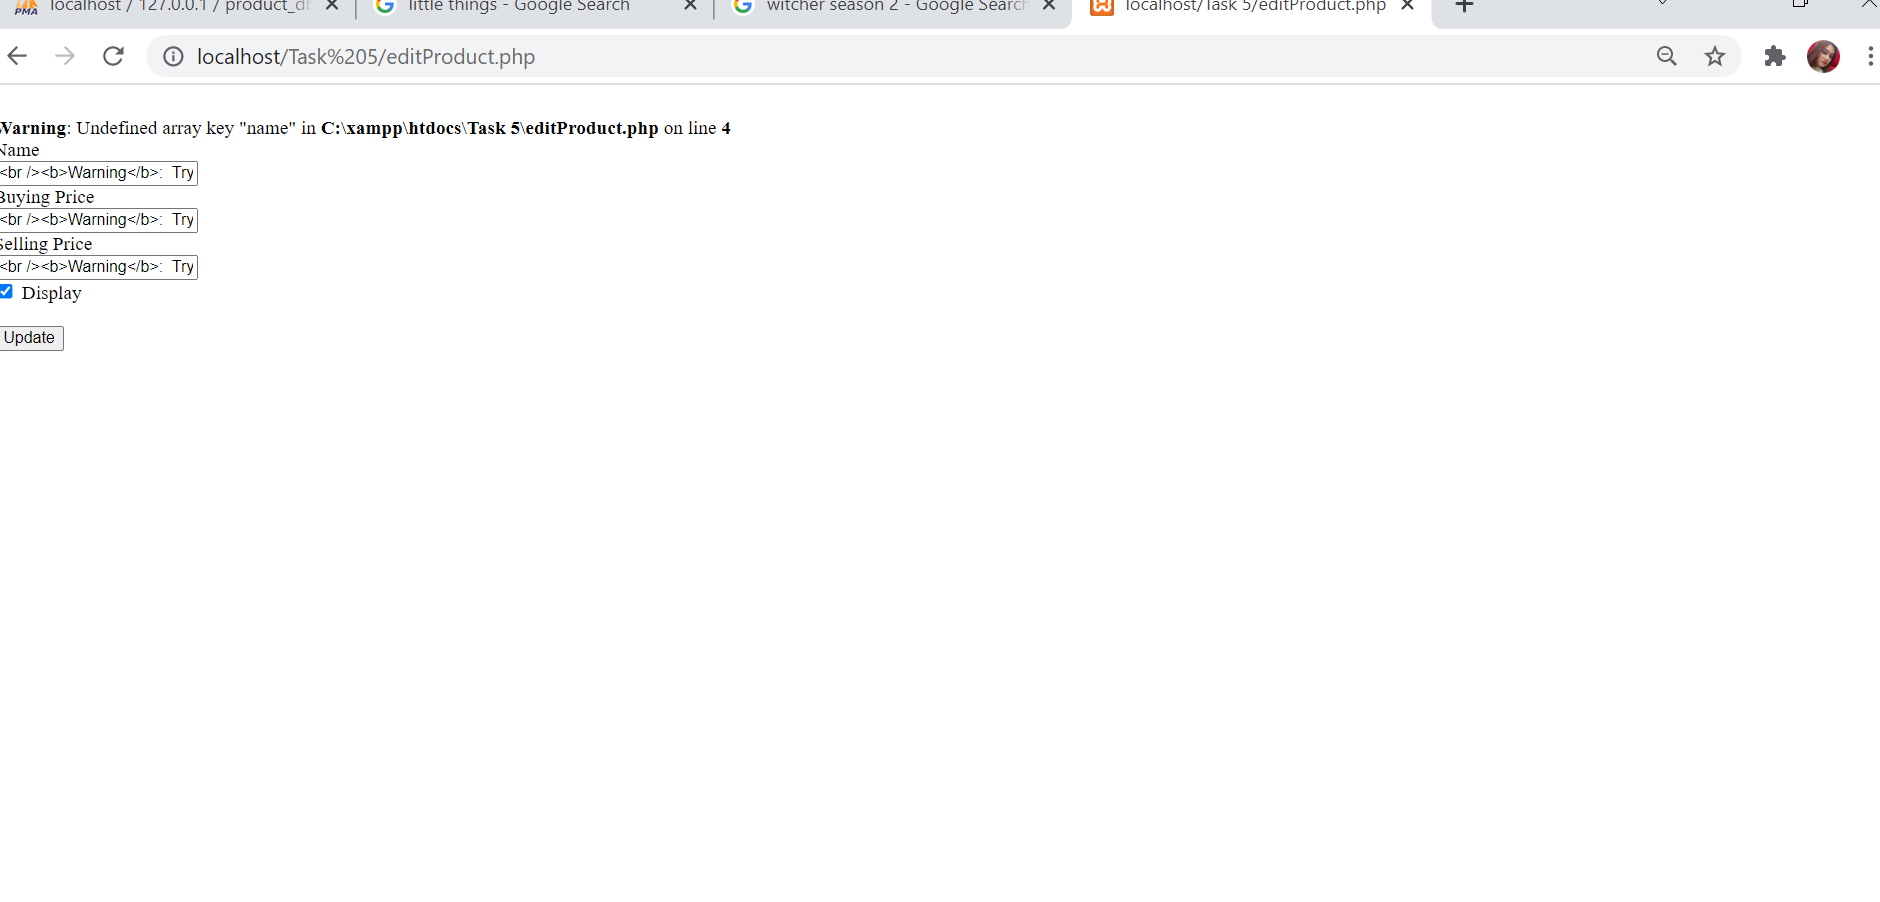 localhost / 127.0.0.1 / product_db
little things - Google Search
witcher season 2 - Google Search
localhost/Task 5/editProduct.php
PMA
localhost/Task%205/editProduct.php
Warning: Undefined array key "name" in C:\xampp\htdocs\Task 5\editProduct.php on line 4
Name
<br /><b>Warning</b>:  Try
Buying Price
<br /><b>Warning</b>:  Try
Selling Price
<br /><b>Warning</b>:  Try
Display
Update